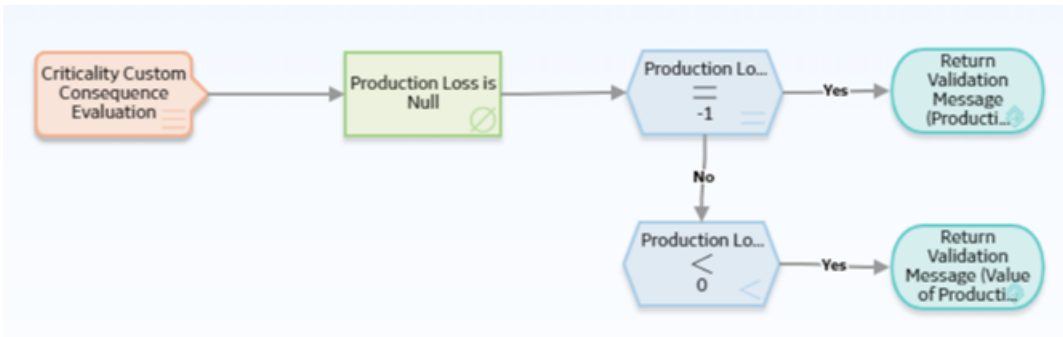 Criticality Custom
Consequence
Evaluation
Production Loss is
Null
Production Lo...
=
-1
Yes
Return
Validation
Message
(Producti...
No
Production Lo...
<
0
Yes
Return
Validation
Message (Value
of Producti...